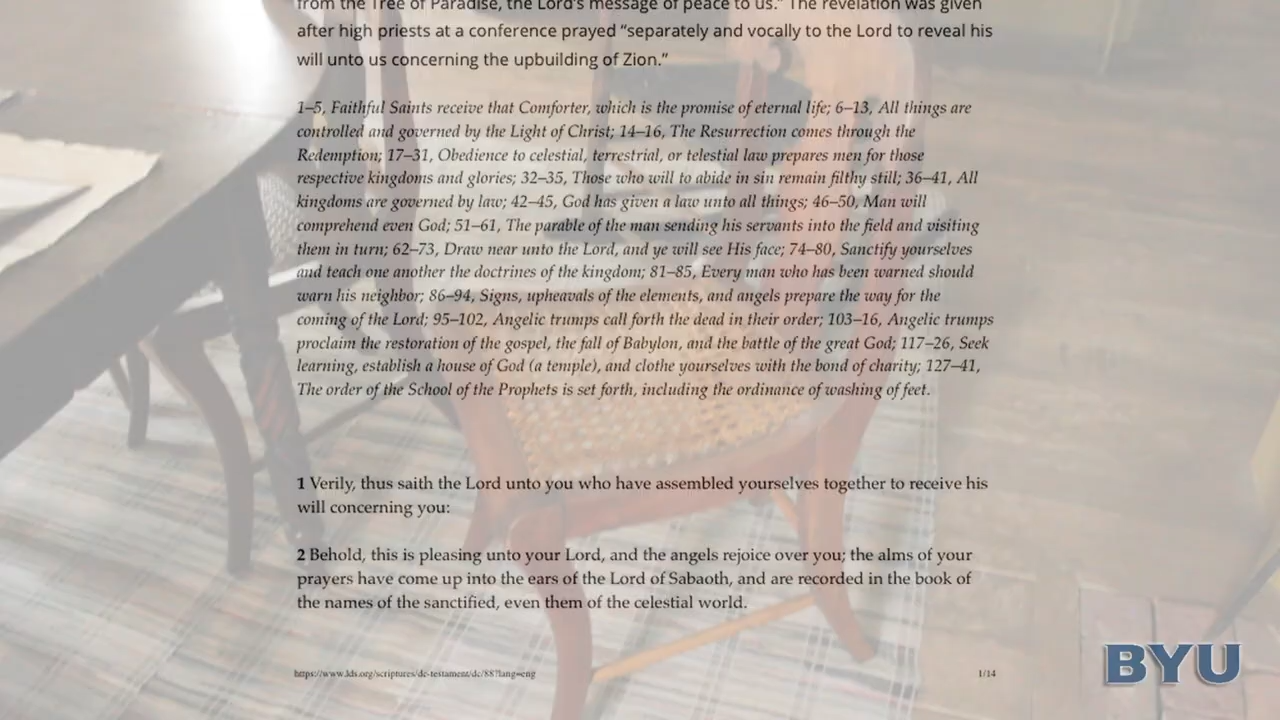 from the Tree of Paradise, the Lord's message of peace to us.” The revelation was given
after high priests at a conference prayed “separately and vocally to the Lord to reveal his
will unto us concerning the upbuilding of Zion.”
1–5, Faithful Saints receive that Comforter, which is the promise of eternal life; 6–13, All things are
controlled and governed by the Light of Christ; 14–16, The Resurrection comes through the
Redemption; 17–31, Obedience to celestial, terrestrial, or telestial law prepares men for those
respective kingdoms and glories; 32–35, Those who will to abide in sin remain filthy still; 36–41, All
kingdoms are governed by law; 42–45, God has given a law unto all things; 46–50, Man will
comprehend even God; 51–61, The parable of the man sending his servants into the field and visiting
them in turn; 62–73, Draw near unto the Lord, and ye will see His face; 74–80, Sanctify yourselves
and teach one another the doctrines of the kingdom; 81–85, Every man who has been warned should
warn his neighbor; 86–94, Signs, upheavals of the elements, and angels prepare the way for the
coming of the Lord; 95–102, Angelic trumps call forth the dead in their order; 103–16, Angelic trumps
proclaim the restoration of the gospel, the fall of Babylon, and the battle of the great God; 117–26, Seek
learning, establish a house of God (a temple), and clothe yourselves with the bond of charity; 127–41,
The order of the School of the Prophets is set forth, including the ordinance of washing of feet.
1 Verily, thus saith the Lord unto you who have assembled yourselves together to receive his
will concerning you:
2 Behold, this is pleasing unto your Lord, and the angels rejoice over you; the alms of your
prayers have come up into the ears of the Lord of Sabaoth, and are recorded in the book of
the names of the sanctified, even them of the celestial world.
https://www.lds.org/scriptures/dc-testament/dc/88?lang=eng 1/14
BYU